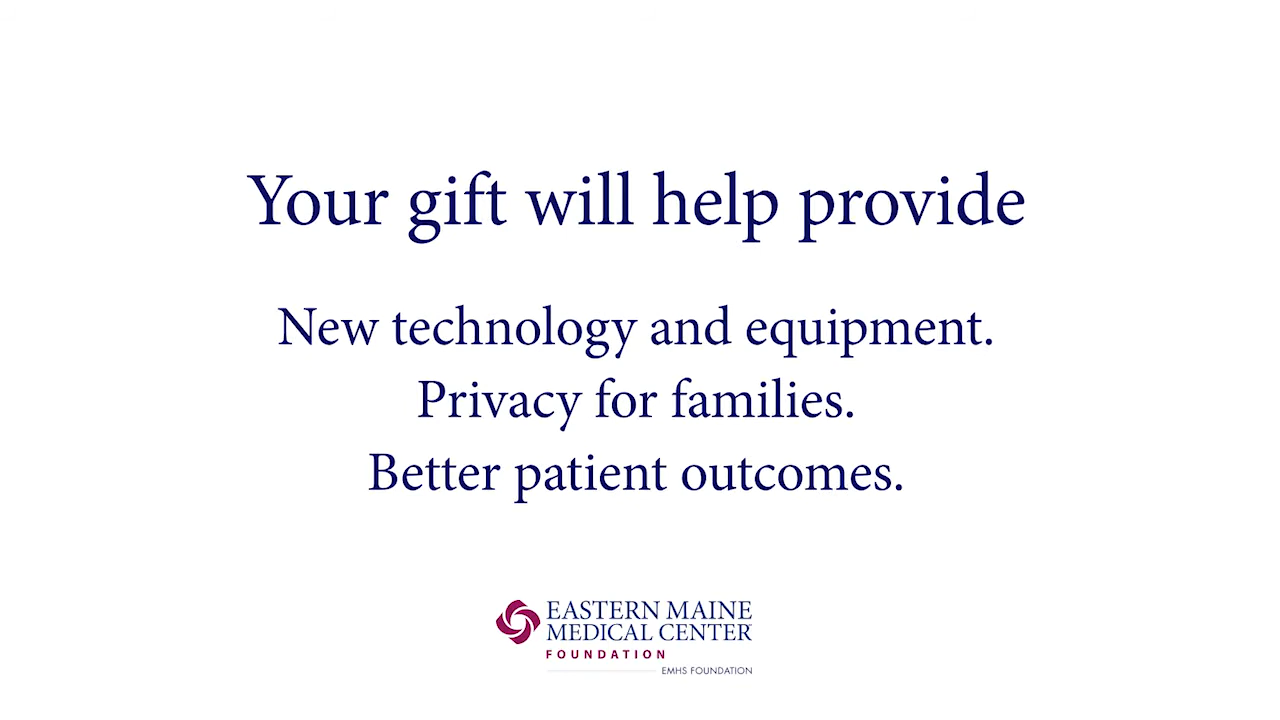 Your gift will help provide
New technology and equipment.
Privacy for families.
Better patient outcomes.
EASTERN MAINE
MEDICAL CENTER
FOUNDATION
EMHS FOUNDATION